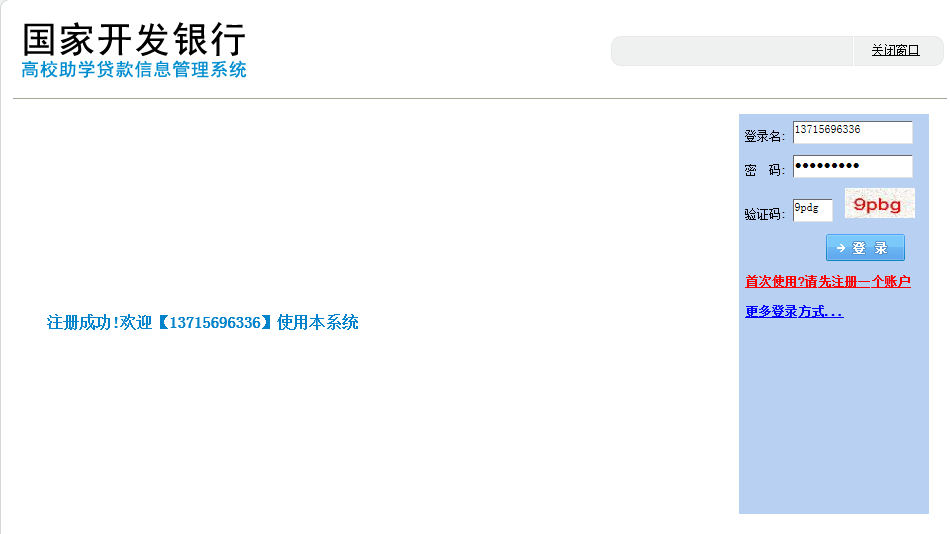 国家开发银行
高校助学贷款信息管理系统
关闭窗口
登录名: 13715696336
密 码: ●●●●●●●●●
验证码: 9pdg 9pbg
登 录
首次使用?请先注册一个账户
更多登录方式...
注册成功!欢迎【13715696336】使用本系统